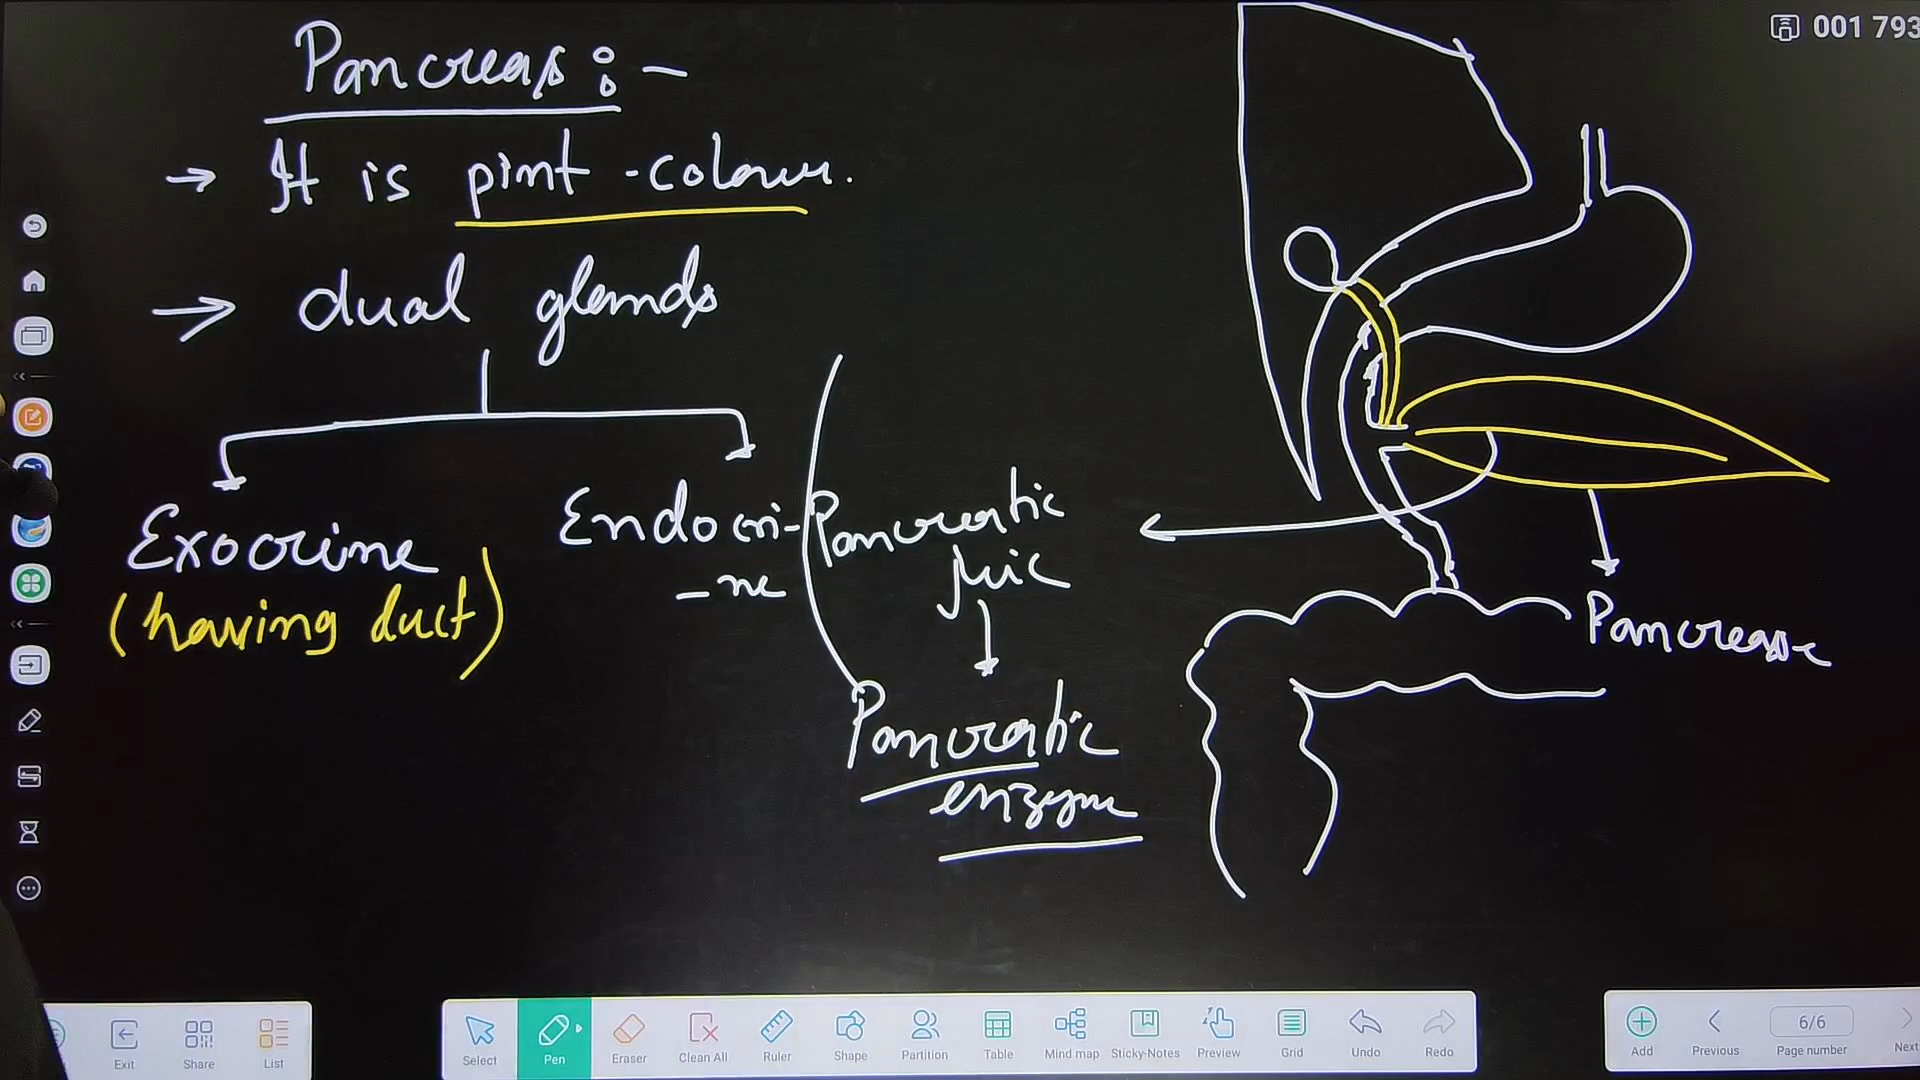 Pancreas :-
→ It is pint-colour.
→ dual glands
Exocrine
(having duct)
Endocri-
-ne
Pancreatic
juic
Pancreatic
enzyme
Pancrease
001 793
Exit
Share
List
Select
Pen
Eraser
Clean All
Ruler
Shape
Partition
Table
Mind map
Sticky-Notes
Preview
Grid
Undo
Redo
Add
Previous
6/6
Page number
Next